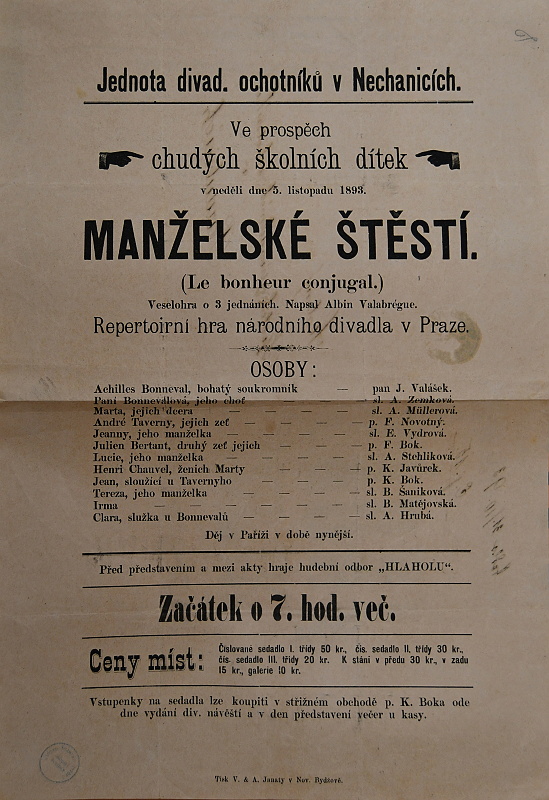 Jednota divad. ochotníků v Nechanicích.
Ve prospěch
chudých školních dítek
v neděli dne 5. listopadu 1893.
MANŽELSKÉ ŠTĚSTÍ.
(Le bonheur conjugal.)
Veselohra o 3 jednáních. Napsal Albin Valabrégue.
Repertoirní hra národního divadla v Praze.
OSOBY:
Achilles Bonneval, bohatý soukromník — pan J. Valášek.
Paní Bonnevalová, jeho choť — — — — sl. A. Zemková.
Marta, jejich dcera — — — — — sl. A. Müllerová.
André Taverny, jejich zeť — — — — p. F. Novotný.
Jeanny, jeho manželka — — — — sl. E. Vydrová.
Julien Bertant, druhý zeť jejich — — — p. F. Bok.
Lucie, jeho manželka — — — — sl. A. Stehlíková.
Henri Chauvel, ženich Marty — — — p. K. Javůrek.
Jean, sloužící u Tavernyho — — — p. K. Bok.
Tereza, jeho manželka — — — — sl. B. Šaníková.
Irma — — — — — — sl. B. Matějovská.
Clara, služka u Bonnevalů — — — — sl. A. Hrubá.
Děj v Paříži v době nynější.
Před představením a mezi akty hraje hudební odbor „HLAHOLU“.
Začátek o 7. hod. več.
Ceny míst: Číslované sedadlo I. třídy 50 kr., čís. sedadlo II. třídy 30 kr.,
čís. sedadlo III. třídy 20 kr. K stání v předu 30 kr., v zadu
15 kr., galerie 10 kr.
Vstupenky na sedadla lze koupiti v střižném obchodě p. K. Boka ode
dne vydání div. návěští a v den představení večer u kasy.
Tisk V. & A. Janaty v Nov. Bydžově.